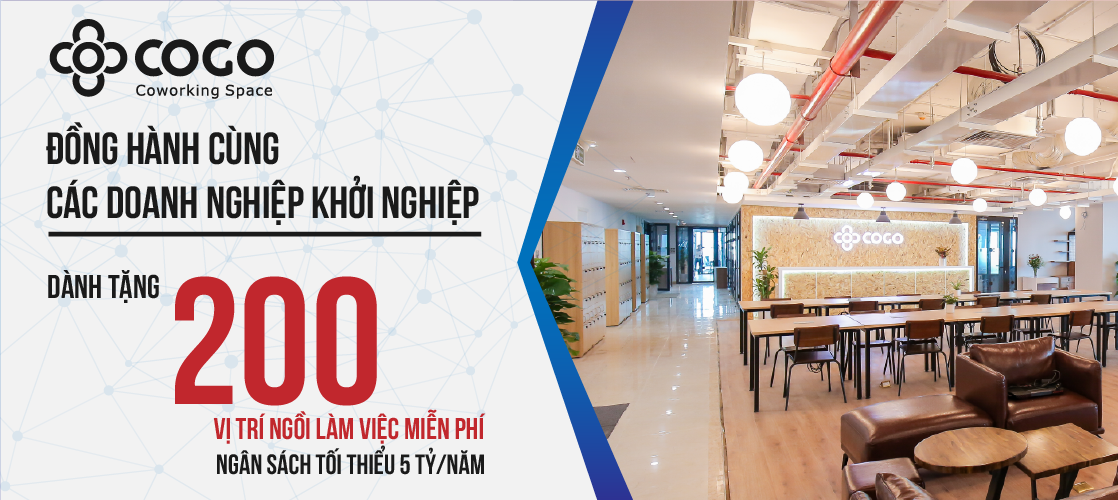 COGO
Coworking Space
ĐỒNG HÀNH CÙNG
CÁC DOANH NGHIỆP KHỞI NGHIỆP
DÀNH TẶNG
200
VỊ TRÍ NGỒI LÀM VIỆC MIỄN PHÍ
NGÂN SÁCH TỐI THIỂU 5 TỶ/NĂM
COGO